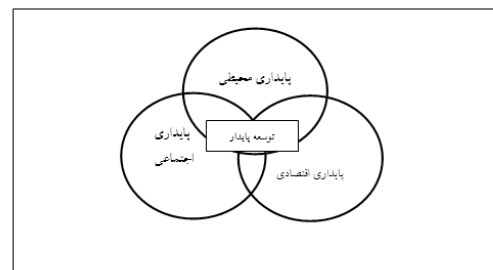 پایداری محیطی
توسعه پایدار
پایداری
اجتماعی
پایداری اقتصادی